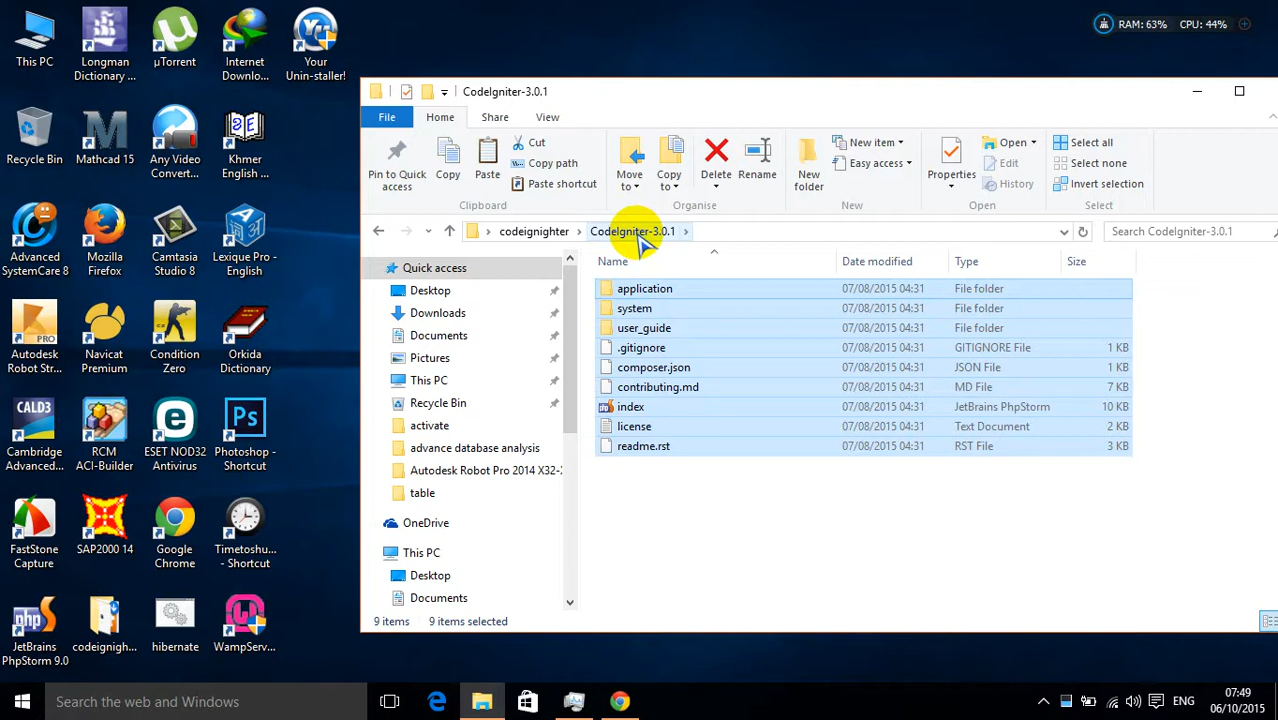 RAM: 63% CPU: 44%
This PC
Longman
Dictionary ...
µTorrent
Internet
Downlo...
Your
Unin-staller!
Recycle Bin
Mathcad 15
Any Video
Convert...
Khmer
English ...
Advanced
SystemCare 8
Mozilla
Firefox
Camtasia
Studio 8
Lexique Pro -
English
Autodesk
Robot Str...
Navicat
Premium
Condition
Zero
Orkida
Dictionary
Cambridge
Advanced...
RCM
ACI-Builder
ESET NOD32
Antivirus
Photoshop -
Shortcut
FastStone
Capture
SAP2000 14
Google
Chrome
Timetoshu...
- Shortcut
JetBrains
PhpStorm 9.0
codeignigh...
hibernate
WampServ...
CodeIgniter-3.0.1
File Home Share View
Pin to Quick
access
Copy
Paste
Cut
Copy path
Paste shortcut
Clipboard
Move
to
Copy
to
Delete
Rename
Organise
New
folder
New item
Easy access
New
Properties
Open
Edit
History
Open
Select all
Select none
Invert selection
Select
codeignighter > CodeIgniter-3.0.1 >
Search CodeIgniter-3.0.1
Quick access
Desktop
Downloads
Documents
Pictures
This PC
Recycle Bin
activate
advance database analysis
Autodesk Robot Pro 2014 X32-
table
OneDrive
This PC
Desktop
Documents
Name Date modified Type Size
application 07/08/2015 04:31 File folder
system 07/08/2015 04:31 File folder
user_guide 07/08/2015 04:31 File folder
.gitignore 07/08/2015 04:31 GITIGNORE File 1 KB
composer.json 07/08/2015 04:31 JSON File 1 KB
contributing.md 07/08/2015 04:31 MD File 7 KB
index 07/08/2015 04:31 JetBrains PhpStorm 10 KB
license 07/08/2015 04:31 Text Document 2 KB
readme.rst 07/08/2015 04:31 RST File 3 KB
9 items 9 items selected
Search the web and Windows
ENG
07:49
06/10/2015